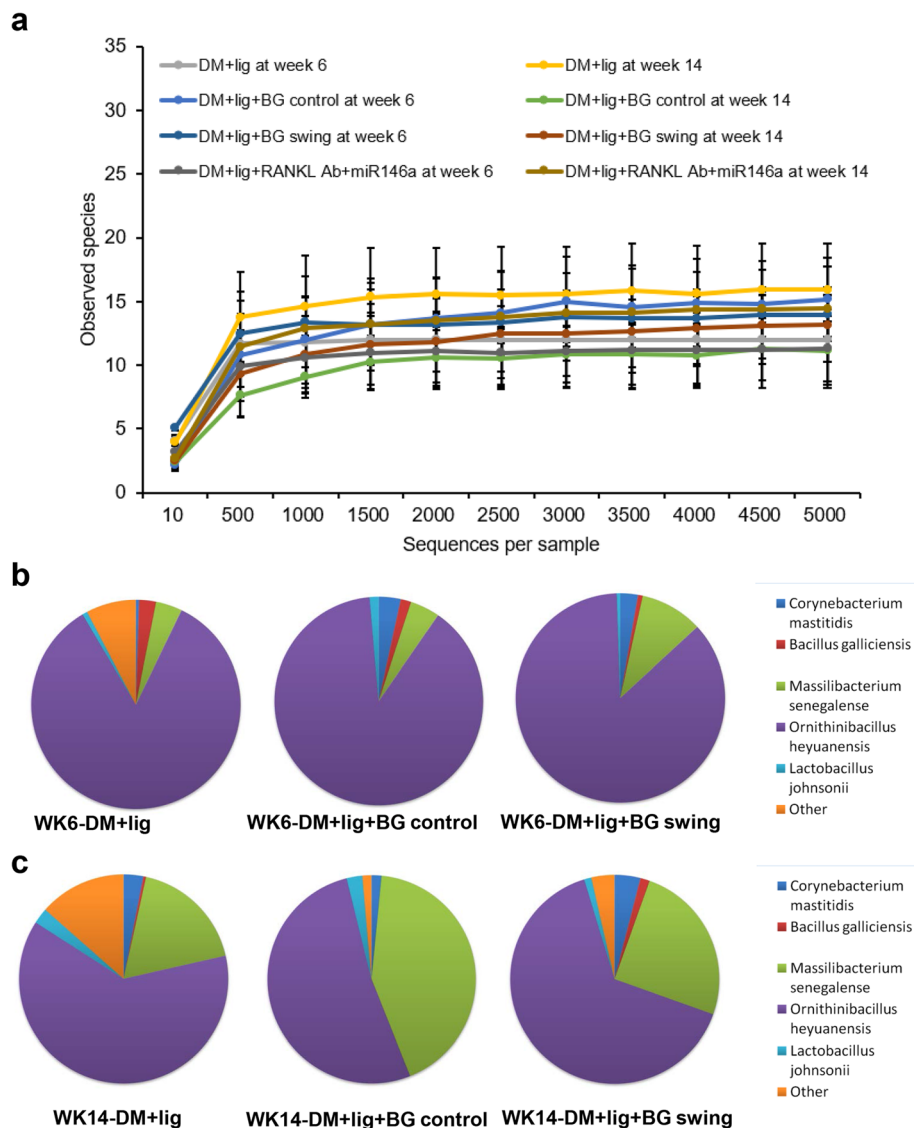 a
35
30
25
20
15
10
5
0
Observed species
DM+lig at week 6
DM+lig at week 14
DM+lig+BG control at week 6
DM+lig+BG control at week 14
DM+lig+BG swing at week 6
DM+lig+BG swing at week 14
DM+lig+RANKL Ab+miR146a at week 6
DM+lig+RANKL Ab+miR146a at week 14
10 500 1000 1500 2000 2500 3000 3500 4000 4500 5000
Sequences per sample
b
Corynebacterium
mastitidis
Bacillus galliciensis
Massilibacterium
senegalense
Ornithinibacillus
heyuanensis
Lactobacillus
johnsonii
Other
WK6-DM+lig
WK6-DM+lig+BG control
WK6-DM+lig+BG swing
c
Corynebacterium
mastitidis
Bacillus galliciensis
Massilibacterium
senegalense
Ornithinibacillus
heyuanensis
Lactobacillus
johnsonii
Other
WK14-DM+lig
WK14-DM+lig+BG control
WK14-DM+lig+BG swing